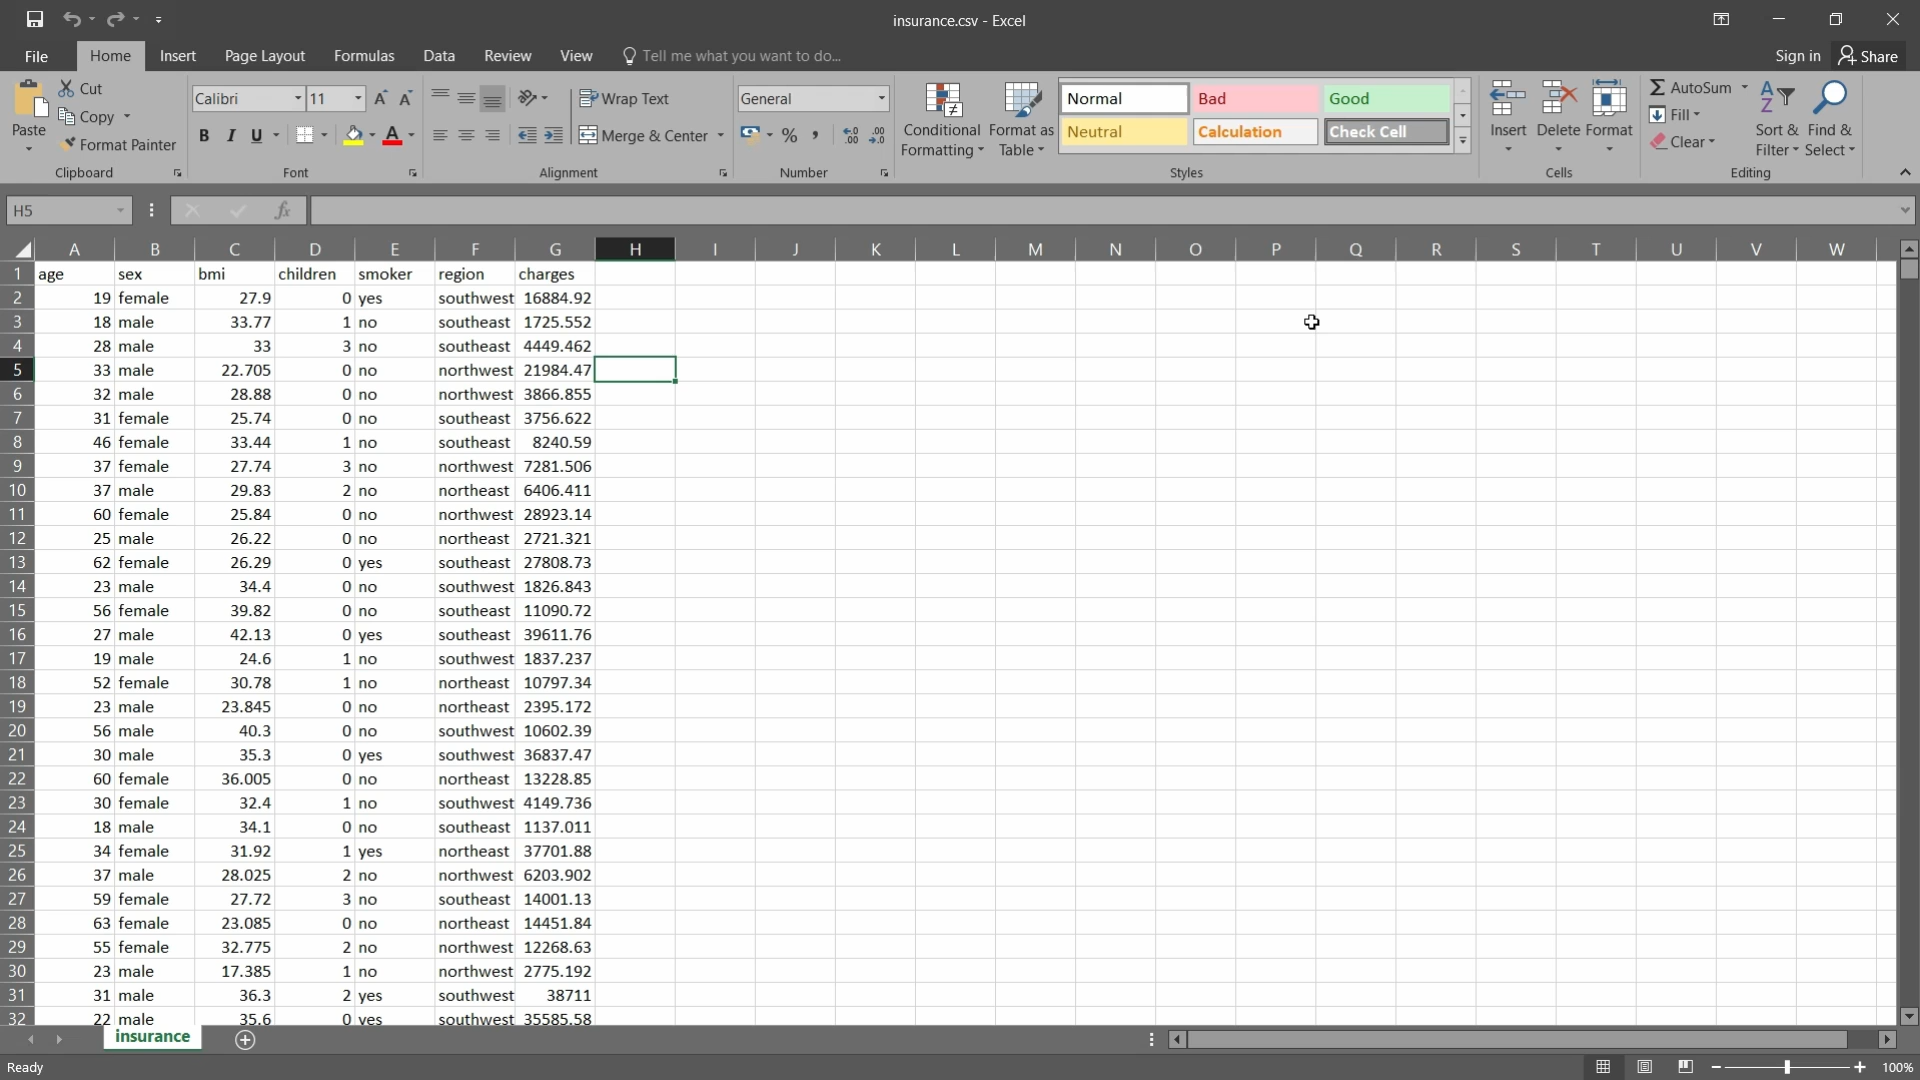 insurance.csv - Excel
File Home Insert Page Layout Formulas Data Review View Tell me what you want to do... Sign in Share
Paste Cut Copy Format Painter Clipboard
Calibri 11 B I U A Font
Wrap Text Merge & Center Alignment
General % , Number
Conditional Formatting Format as Table Normal Bad Good Neutral Calculation Check Cell Styles
Insert Delete Format Cells
AutoSum Fill Clear Sort & Filter Find & Select Editing
H5 fx
A B C D E F G H I J K L M N O P Q R S T U V W
1 age sex bmi children smoker region charges
2 19 female 27.9 0 yes southwest 16884.92
3 18 male 33.77 1 no southeast 1725.552
4 28 male 33 3 no southeast 4449.462
5 33 male 22.705 0 no northwest 21984.47
6 32 male 28.88 0 no northwest 3866.855
7 31 female 25.74 0 no southeast 3756.622
8 46 female 33.44 1 no southeast 8240.59
9 37 female 27.74 3 no northwest 7281.506
10 37 male 29.83 2 no northeast 6406.411
11 60 female 25.84 0 no northwest 28923.14
12 25 male 26.22 0 no northeast 2721.321
13 62 female 26.29 0 yes southeast 27808.73
14 23 male 34.4 0 no southwest 1826.843
15 56 female 39.82 0 no southeast 11090.72
16 27 male 42.13 0 yes southeast 39611.76
17 19 male 24.6 1 no southwest 1837.237
18 52 female 30.78 1 no northeast 10797.34
19 23 male 23.845 0 no northeast 2395.172
20 56 male 40.3 0 no southwest 10602.39
21 30 male 35.3 0 yes southwest 36837.47
22 60 female 36.005 0 no northeast 13228.85
23 30 female 32.4 1 no southwest 4149.736
24 18 male 34.1 0 no southeast 1137.011
25 34 female 31.92 1 yes northeast 37701.88
26 37 male 28.025 2 no northwest 6203.902
27 59 female 27.72 3 no southeast 14001.13
28 63 female 23.085 0 no northeast 14451.84
29 55 female 32.775 2 no northwest 12268.63
30 23 male 17.385 1 no northwest 2775.192
31 31 male 36.3 2 yes southwest 38711
32 22 male 35.6 0 yes southwest 35585.58
insurance
Ready 100%